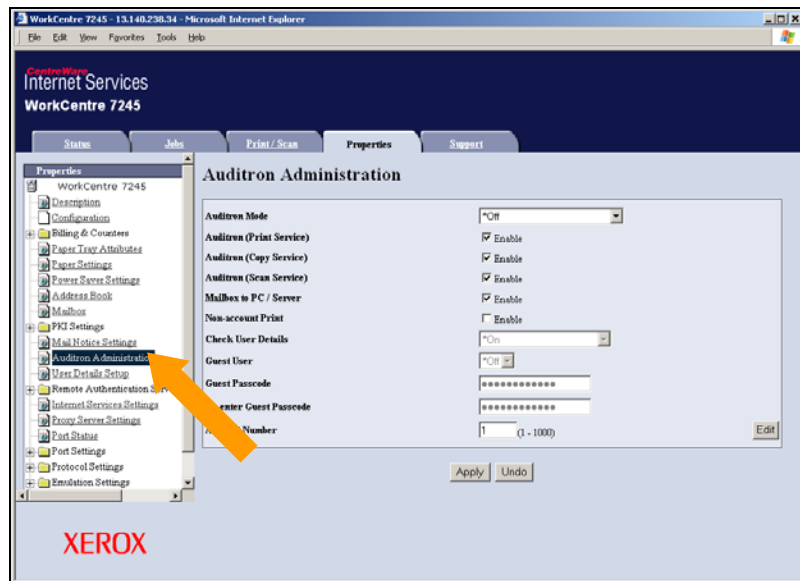 WorkCentre 7245 - 13.140.238.34 - Microsoft Internet Explorer
File Edit View Favorites Tools Help
CentreWare
Internet Services
WorkCentre 7245
Status Jobs Print / Scan Properties Support
Properties
WorkCentre 7245
Description
Configuration
Billing & Counters
Paper Tray Attributes
Paper Settings
Power Saver Settings
Address Book
Mailbox
PKI Settings
Mail Notice Settings
Auditron Administratio
User Details Setup
Remote Authentication Serv
Internet Services Settings
Proxy Server Settings
Port Status
Port Settings
Protocol Settings
Emulation Settings
Auditron Administration
Auditron Mode *Off
Auditron (Print Service) Enable
Auditron (Copy Service) Enable
Auditron (Scan Service) Enable
Mailbox to PC / Server Enable
Non-account Print Enable
Check User Details *On
Guest User *Off
Guest Passcode ●●●●●●●●●●●●
enter Guest Passcode ●●●●●●●●●●●●
Number 1 (1 - 1000) Edit
Apply Undo
XEROX